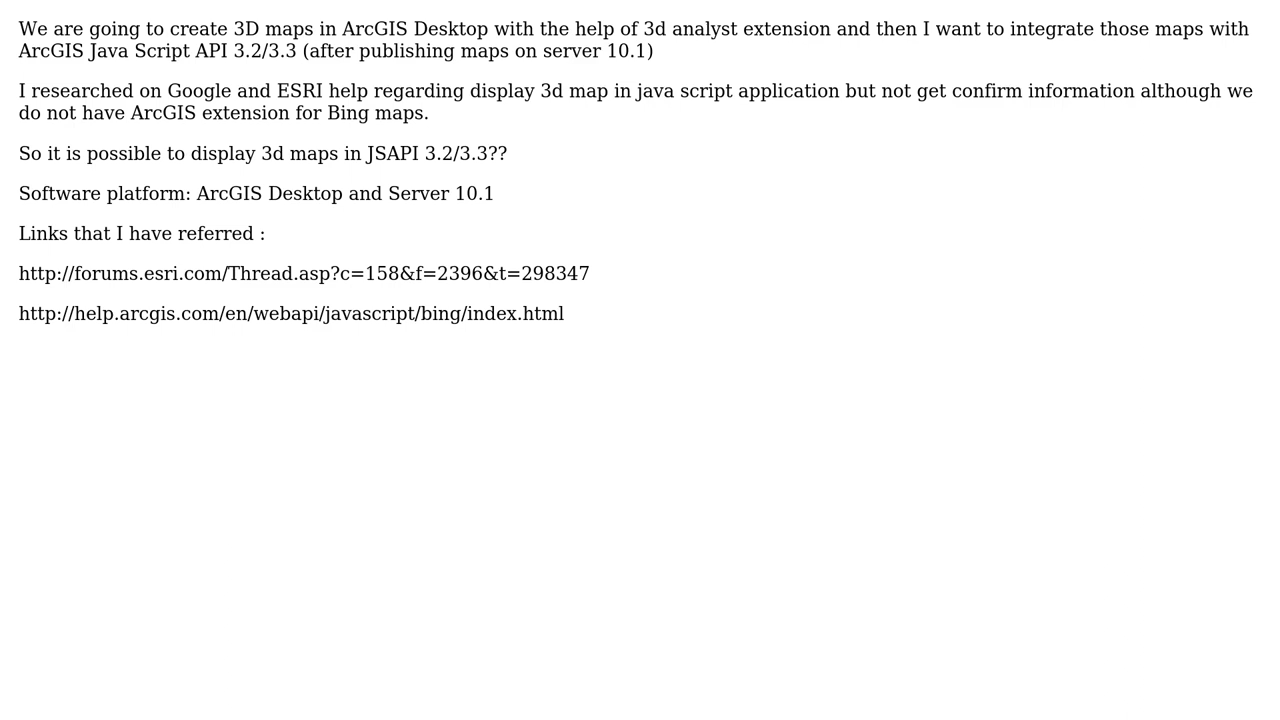 We are going to create 3D maps in ArcGIS Desktop with the help of 3d analyst extension and then I want to integrate those maps with
ArcGIS Java Script API 3.2/3.3 (after publishing maps on server 10.1)
I researched on Google and ESRI help regarding display 3d map in java script application but not get confirm information although we
do not have ArcGIS extension for Bing maps.
So it is possible to display 3d maps in JSAPI 3.2/3.3??
Software platform: ArcGIS Desktop and Server 10.1
Links that I have referred :
http://forums.esri.com/Thread.asp?c=158&f=2396&t=298347
http://help.arcgis.com/en/webapi/javascript/bing/index.html